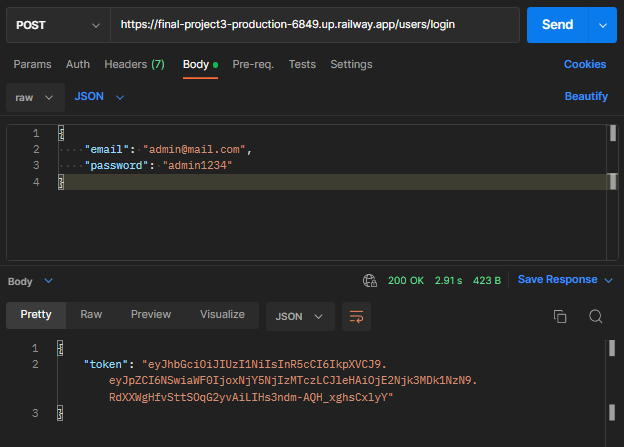 POST https://final-project3-production-6849.up.railway.app/users/login Send
Params Auth Headers (7) Body Pre-req. Tests Settings Cookies
raw JSON Beautify
1 {
2 "email": "admin@mail.com",
3 "password": "admin1234"
4 }
Body 200 OK 2.91 s 423 B Save Response
Pretty Raw Preview Visualize JSON
1 {
2 "token": "eyJhbGciOiJIUzI1NiIsInR5cCI6IkpXVCJ9.
eyJpZCI6NSwiaWF0IjoxNjY5NjIzMTczLCJleHAiOjE2Njk3MDk1NzN9.
RdXXWgHfvSttSOqG2yvAiLIHs3ndm-AQH_xghsCxlyY"
3 }